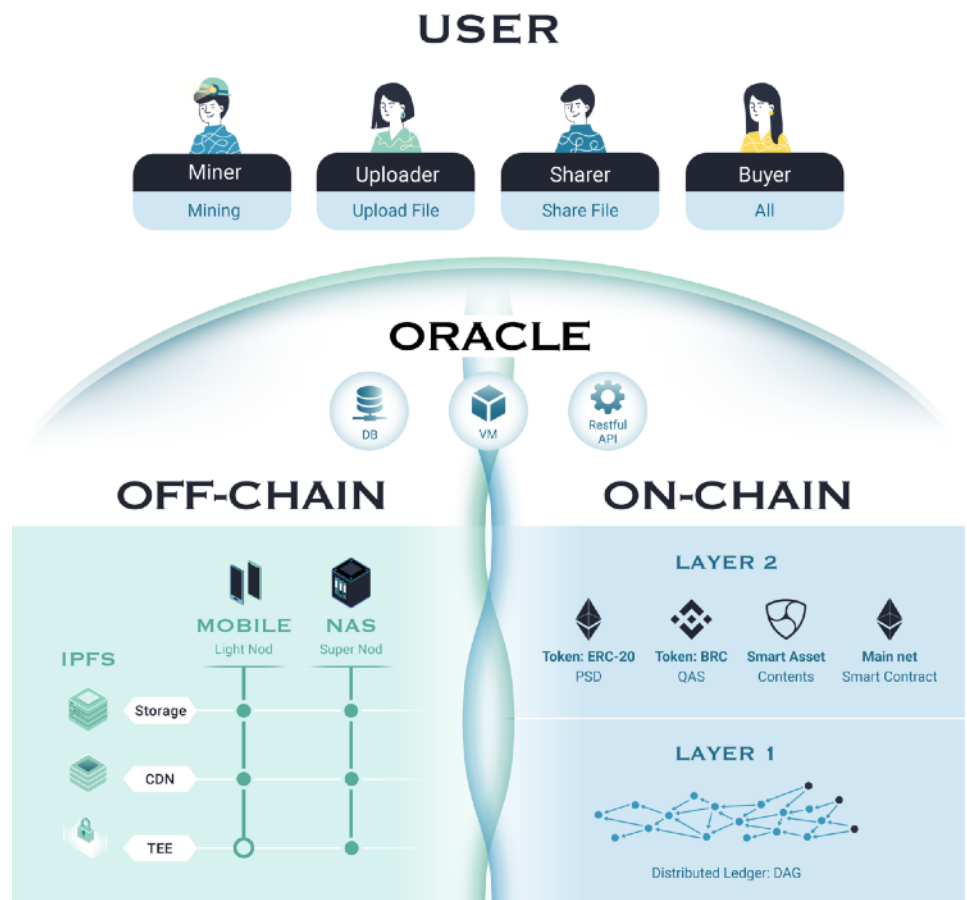 USER
Miner
Mining
Uploader
Upload File
Sharer
Share File
Buyer
All
ORACLE
DB
VM
Restful
API
OFF-CHAIN
MOBILE
Light Nod
NAS
Super Nod
IPFS
Storage
CDN
TEE
ON-CHAIN
LAYER 2
Token: ERC-20
PSD
Token: BRC
QAS
Smart Asset
Contents
Main net
Smart Contract
LAYER 1
Distributed Ledger: DAG